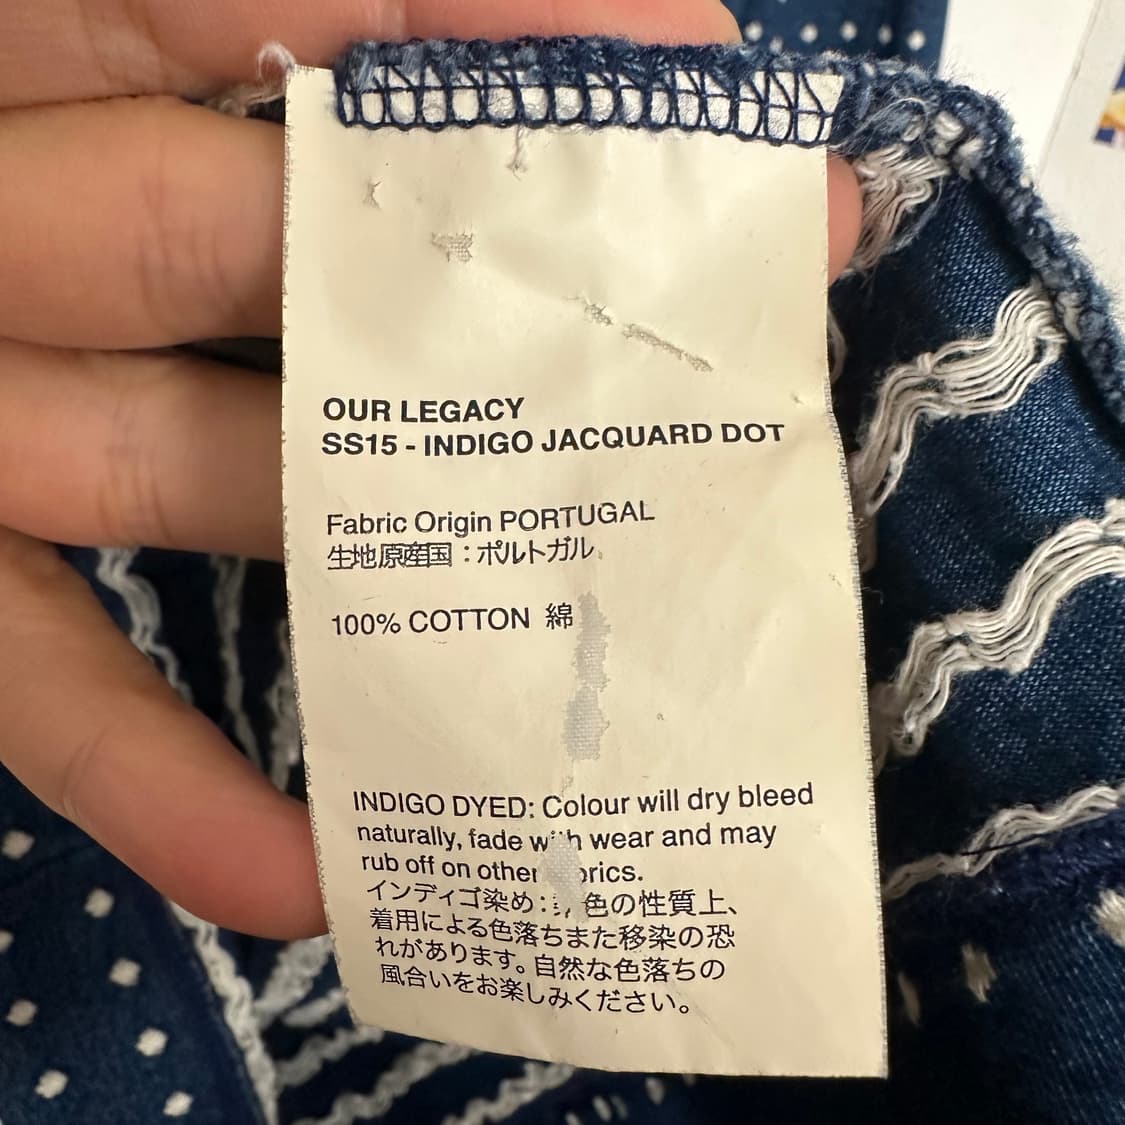 OUR LEGACY
SS15 - INDIGO JACQUARD DOT
Fabric Origin PORTUGAL
生地原産国：ポルトガル
100% COTTON 綿
INDIGO DYED: Colour will dry bleed
naturally, fade with wear and may
rub off on other
インディゴ染め: 色の性質上、
着用による色落ちまた移染の恐
れがあります。自然な色落ちの
風合いをお楽しみください。